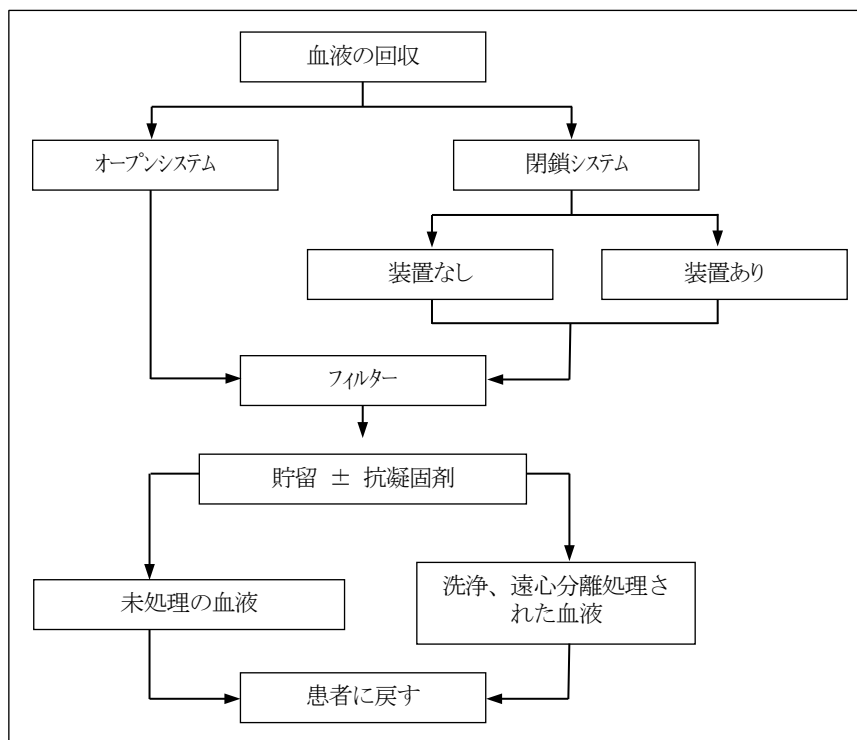 血液の回収
オープンシステム
閉鎖システム
装置なし
装置あり
フィルター
貯留 ± 抗凝固剤
未処理の血液
洗浄、遠心分離処理さ
れた血液
患者に戻す